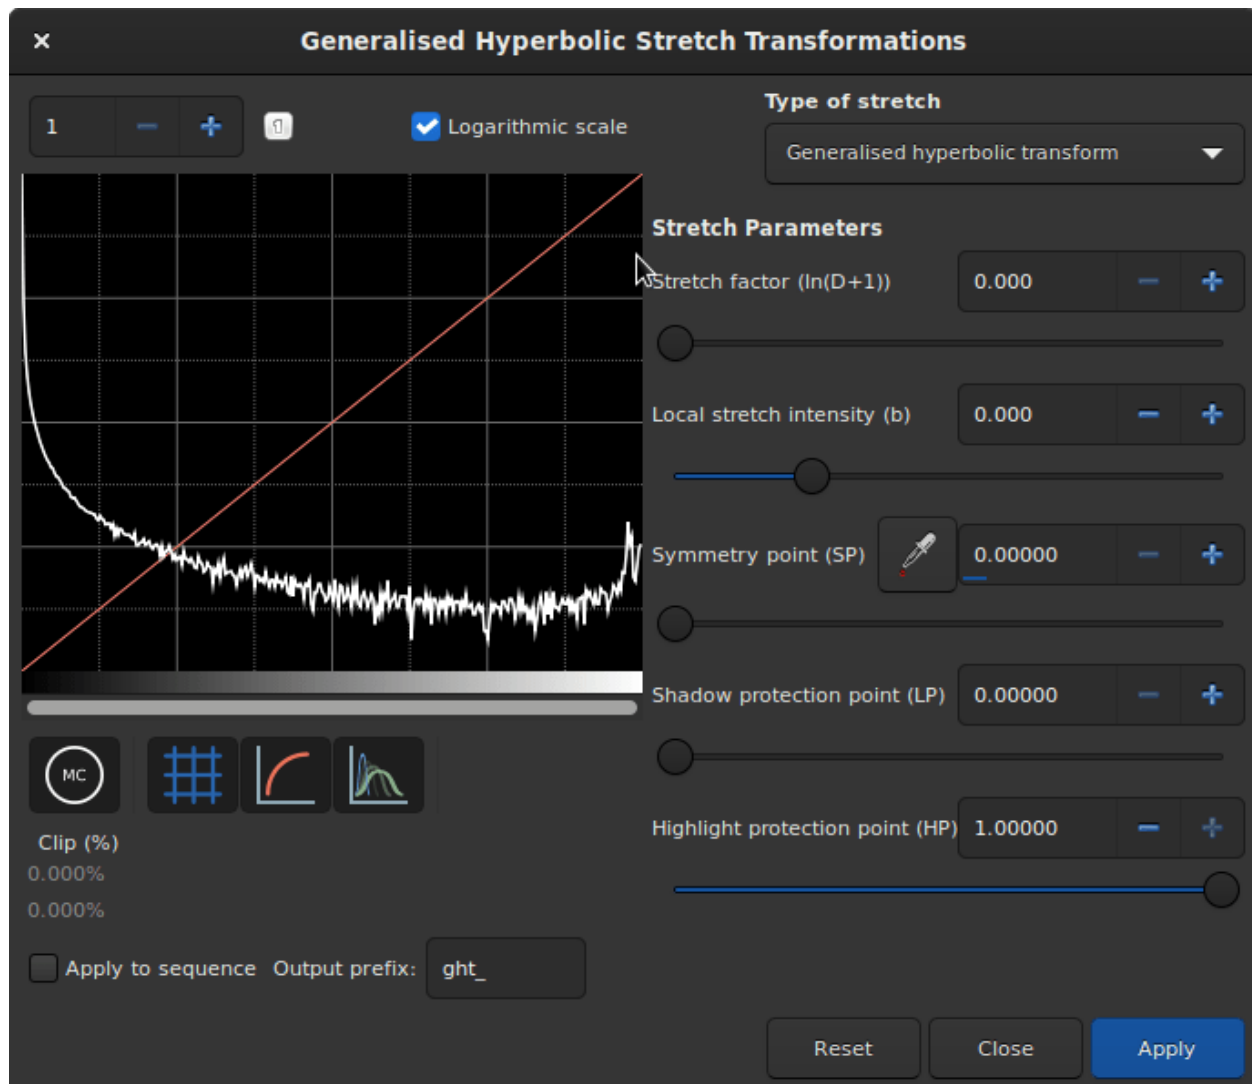 Generalised Hyperbolic Stretch Transformations
1
1
Logarithmic scale
Type of stretch
Generalised hyperbolic transform
Stretch Parameters
Stretch factor (ln(D+1))
0.000
Local stretch intensity (b)
0.000
Symmetry point (SP)
0.00000
Shadow protection point (LP)
0.00000
Highlight protection point (HP)
1.00000
MC
Clip (%)
0.000%
0.000%
Apply to sequence
Output prefix:
ght_
Reset
Close
Apply